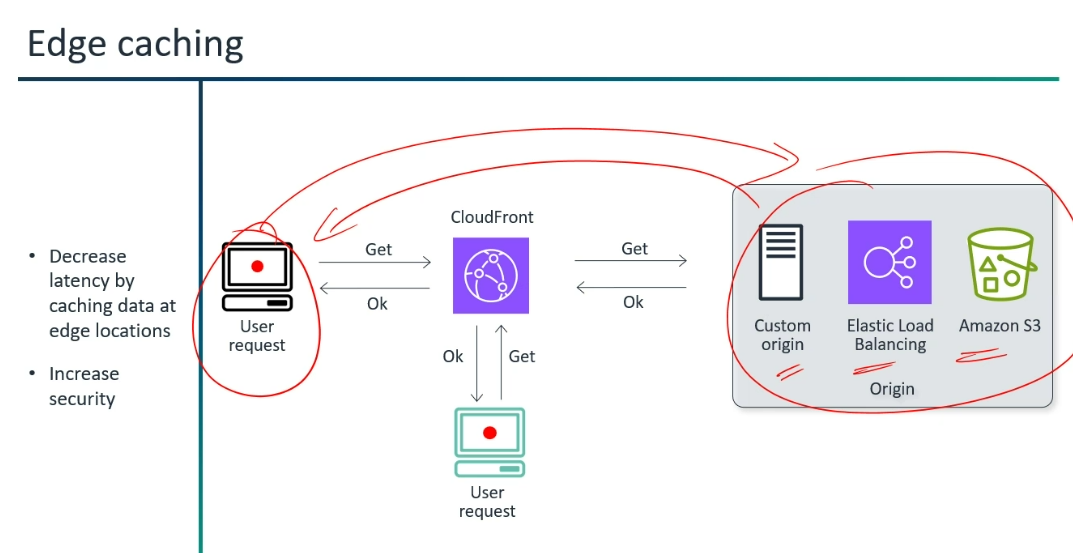 Edge caching
• Decrease
latency by
caching data at
edge locations
• Increase
security
User
request
Get
Ok
CloudFront
Ok
Get
User
request
Get
Ok
Custom
origin
Elastic Load
Balancing
Amazon S3
Origin